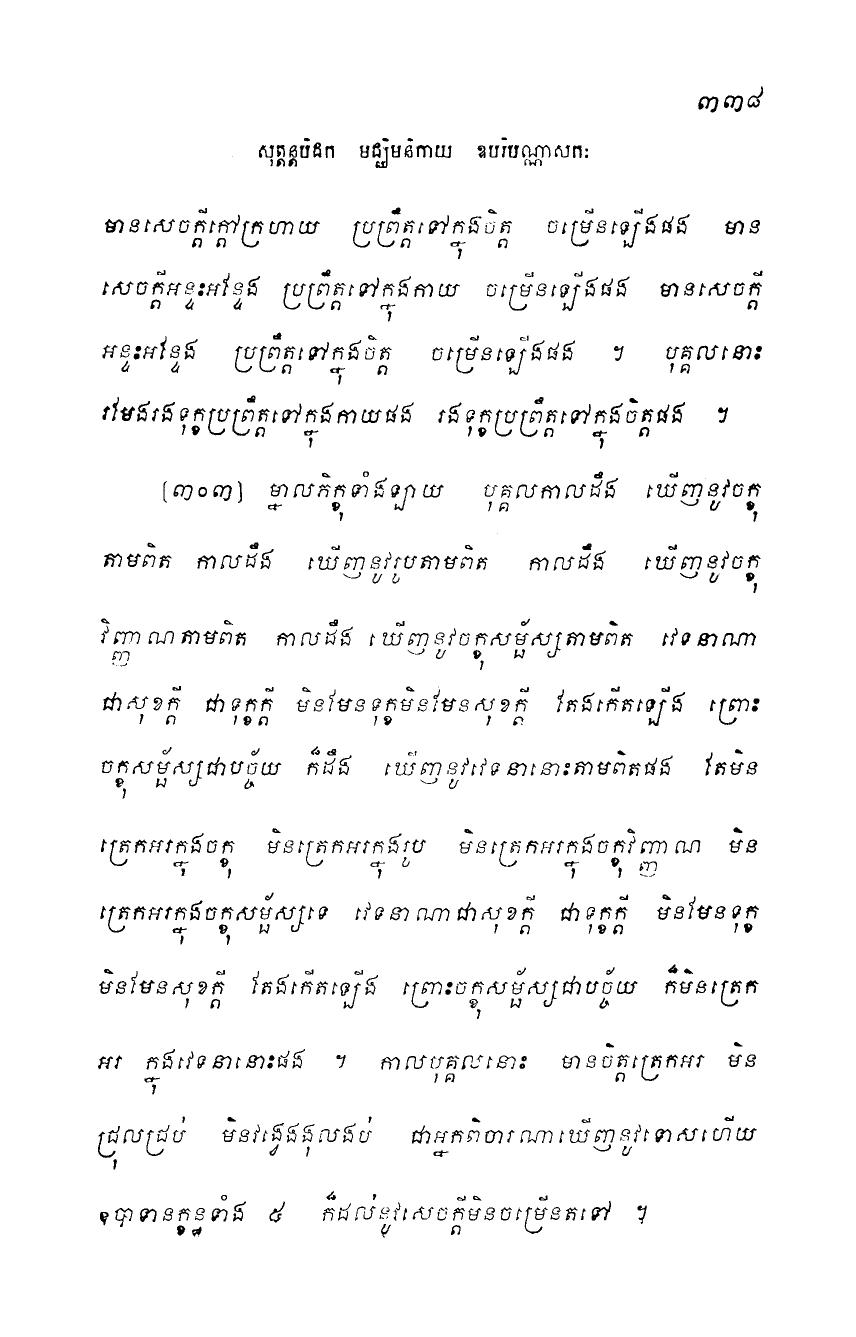 ៣៣៨
សុត្តន្តបិដក មជ្ឈិមនិកាយ ឧបរិបណ្ណាសកៈ
មានសេចក្តីក្តៅក្រហាយ ប្រព្រឹត្តទៅក្នុងចិត្ត ចម្រើនឡើងផង មាន
សេចក្តីអន្ទះអន្ទែង ប្រព្រឹត្តទៅក្នុងកាយ ចម្រើនឡើងផង មានសេចក្តី
អន្ទះអន្ទែង ប្រព្រឹត្តទៅក្នុងចិត្ត ចម្រើនឡើងផង ។ បុគ្គលនោះ
រមែងរងទុក្ខប្រព្រឹត្តទៅក្នុងកាយផង រងទុក្ខប្រព្រឹត្តទៅក្នុងចិត្តផង ។
[៣០៣] ម្នាលភិក្ខុទាំងឡាយ បុគ្គលកាលដឹង ឃើញនូវចក្ខុ
តាមពិត កាលដឹង ឃើញនូវរូបតាមពិត កាលដឹង ឃើញនូវចក្ខុ
វិញ្ញាណតាមពិត កាលដឹង ឃើញនូវចក្ខុសម្ផ័ស្សតាមពិត វេទនាណា
ជាសុខក្តី ជាទុក្ខក្តី មិនមែនទុក្ខមិនមែនសុខក្តី តែងកើតឡើង ព្រោះ
ចក្ខុសម្ផ័ស្សជាបច្ច័យ ក៏ដឹង ឃើញនូវវេទនានោះតាមពិតផង តែមិន
ត្រេកអរក្នុងចក្ខុ មិនត្រេកអរក្នុងរូប មិនត្រេកអរក្នុងចក្ខុវិញ្ញាណ មិន
ត្រេកអរក្នុងចក្ខុសម្ផ័ស្សទេ វេទនាណាជាសុខក្តី ជាទុក្ខក្តី មិនមែនទុក្ខ
មិនមែនសុខក្តី តែងកើតឡើង ព្រោះចក្ខុសម្ផ័ស្សជាបច្ច័យ ក៏មិនត្រេក
អរ ក្នុងវេទនានោះផង ។ កាលបុគ្គលនោះ មានចិត្តត្រេកអរ មិន
ជ្រុលជ្រប់ មិនវង្វេងងុលងប់ ជាអ្នកពិចារណាឃើញនូវទោសហើយ
ឧបាទានក្ខន្ធទាំង ៥ ក៏ដល់នូវសេចក្តីមិនចម្រើនតទៅ ។